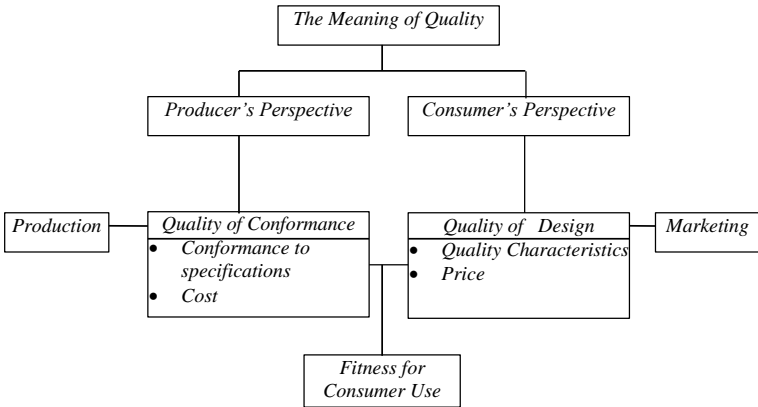 The Meaning of Quality
Producer's Perspective
Consumer's Perspective
Production
Quality of Conformance
• Conformance to
specifications
• Cost
Quality of Design
• Quality Characteristics
• Price
Marketing
Fitness for
Consumer Use